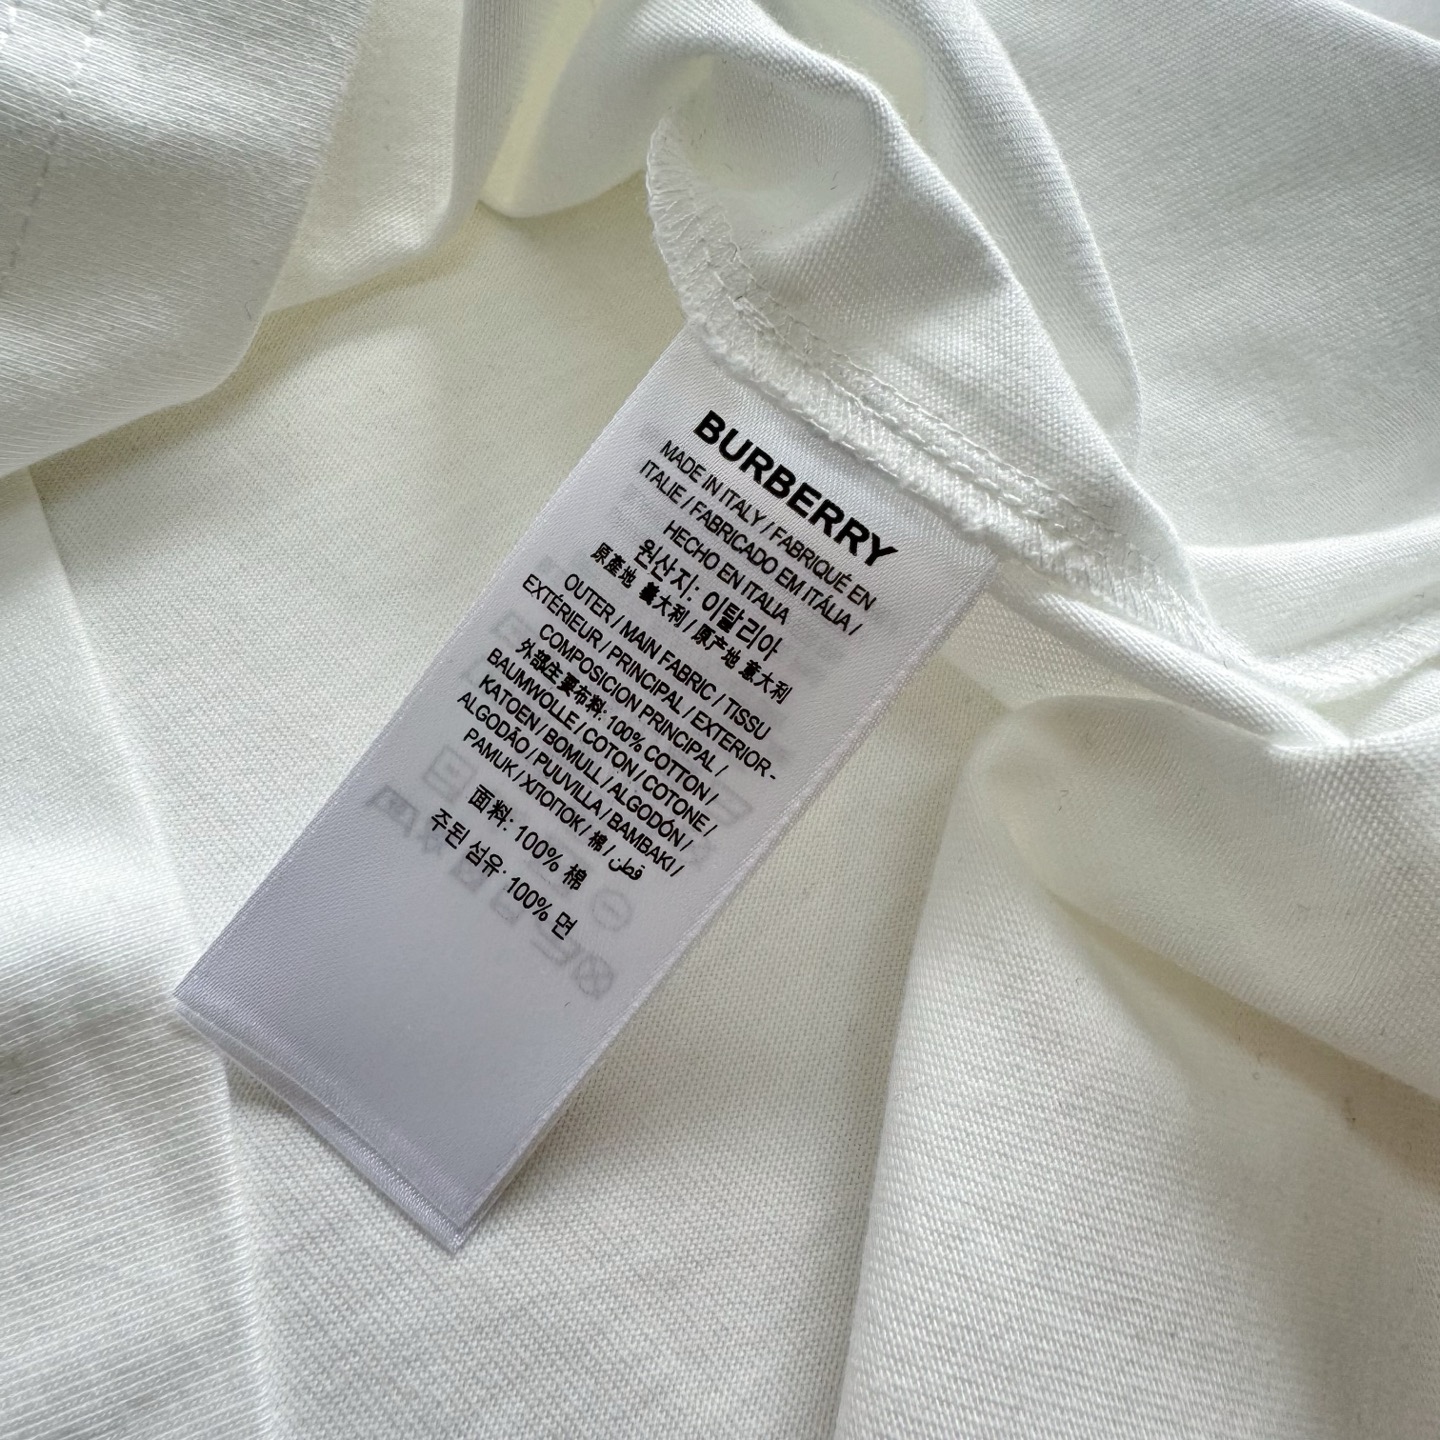 BURBERRY
MADE IN ITALY / FABRIQUÉ EN
ITALIE / FABRICADO EM ITÁLIA /
HECHO EN ITALIA
원산지: 이탈리아
原產地 義大利 / 原产地 意大利
OUTER / MAIN FABRIC / TISSU
EXTÉRIEUR / PRINCIPAL / EXTERIOR -
COMPOSICION PRINCIPAL /
外部主要布料: 100% COTTON /
BAUMWOLLE / COTON / COTONE /
KATOEN / BOMULL / ALGODÓN /
ALGODÃO / PUUVILLA / BAMBAKI /
PAMUK / ХЛОПОК / 棉 / قطن
面料: 100% 棉
주된 섬유: 100% 면